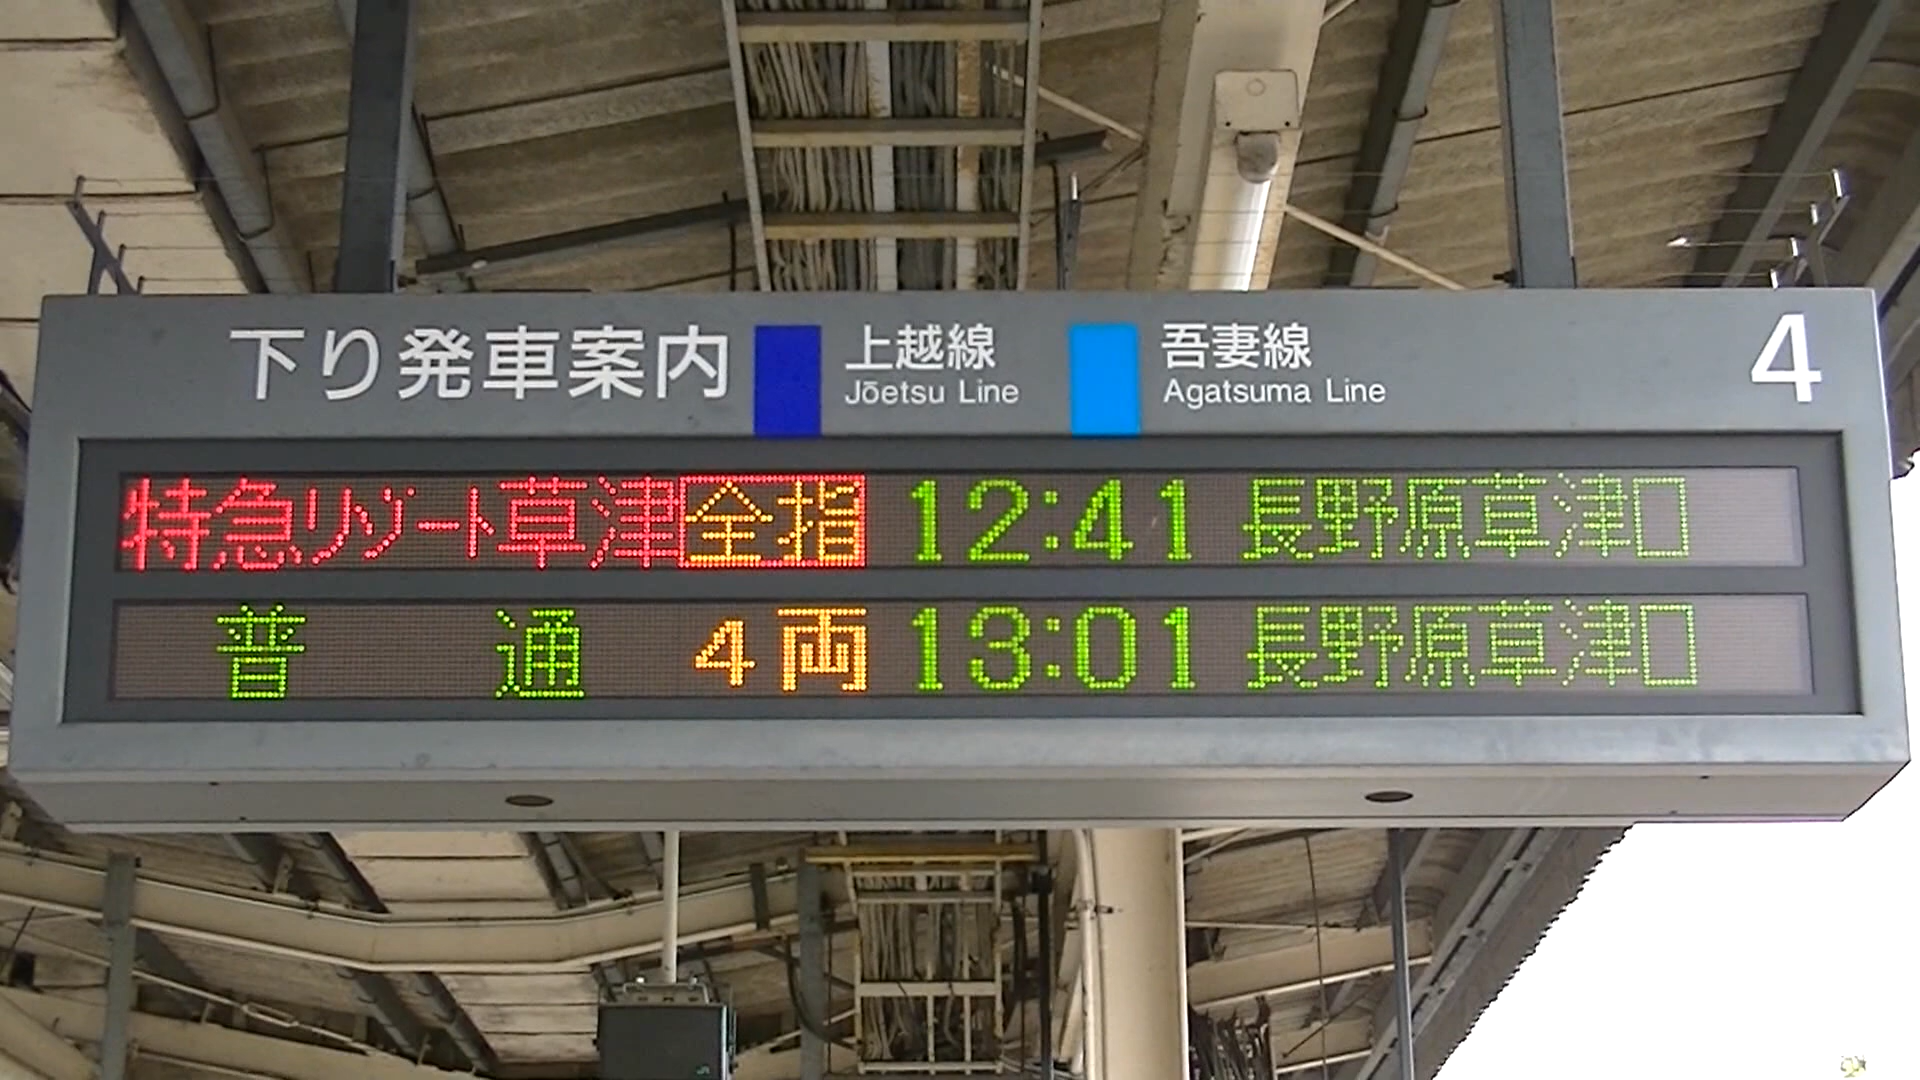 下り発車案内 上越線 吾妻線 4
Jōetsu Line Agatsuma Line
特急リゾート草津 全指 12:41 長野原草津口
普通 4両 13:01 長野原草津口